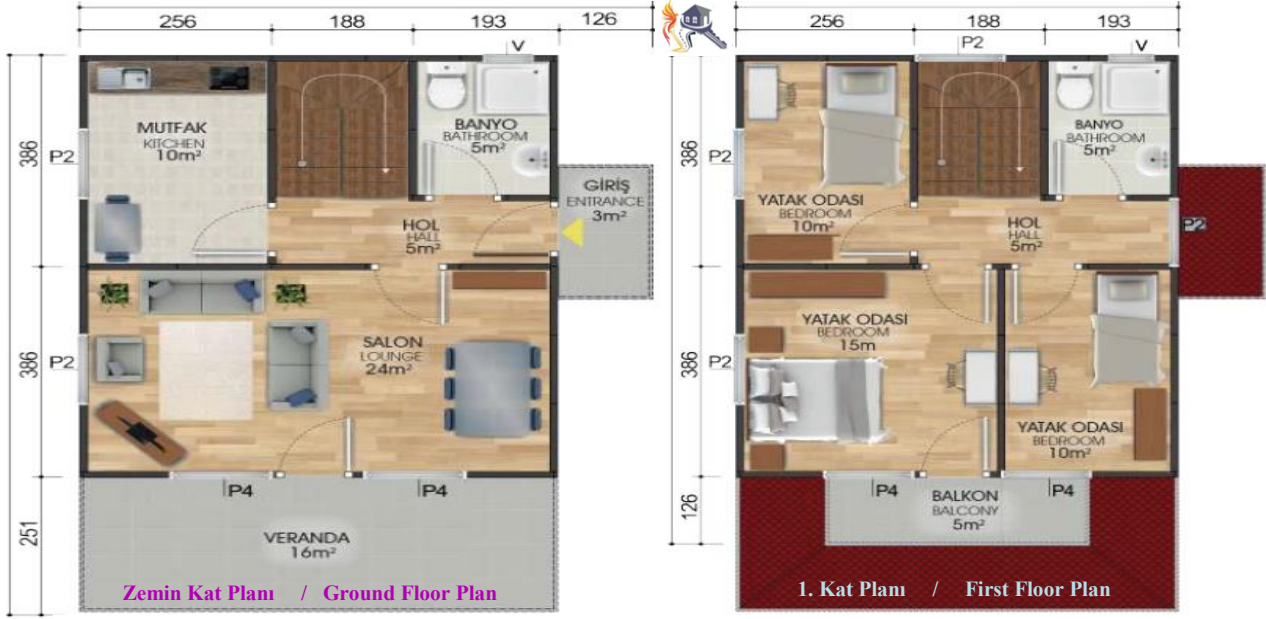 256 188 193 126
V
386
P2
MUTFAK
KITCHEN
10m²
BANYO
BATHROOM
5m²
GİRİŞ
ENTRANCE
3m²
HOL
HALL
5m²
386
P2
SALON
LOUNGE
24m²
P4 P4
251
VERANDA
16m²
Zemin Kat Planı / Ground Floor Plan
256 188 193
P2 V
386
P2
BANYO
BATHROOM
5m²
YATAK ODASI
BEDROOM
10m²
HOL
HALL
5m²
P2
386
P2
YATAK ODASI
BEDROOM
15m
YATAK ODASI
BEDROOM
10m²
P4 P4
126
BALKON
BALCONY
5m²
1. Kat Planı / First Floor Plan